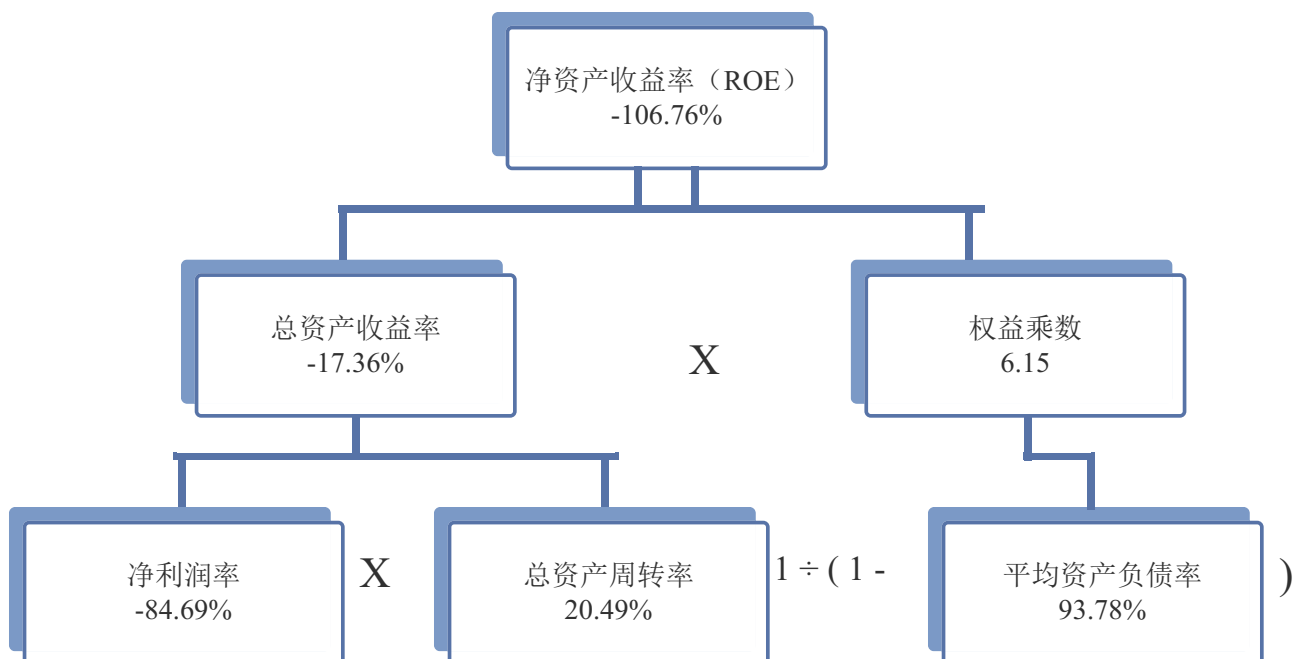 净资产收益率（ROE）
-106.76%
总资产收益率
-17.36%
X
权益乘数
6.15
净利润率
-84.69%
X
总资产周转率
20.49%
1 ÷ ( 1 -
平均资产负债率
93.78%
)